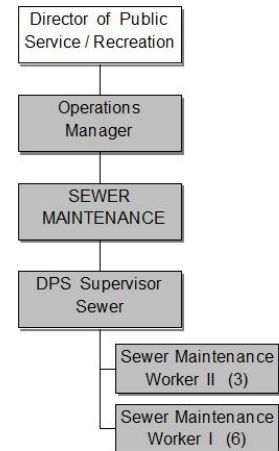 Director of Public
Service / Recreation
Operations
Manager
SEWER
MAINTENANCE
DPS Supervisor
Sewer
Sewer Maintenance
Worker II (3)
Sewer Maintenance
Worker I (6)